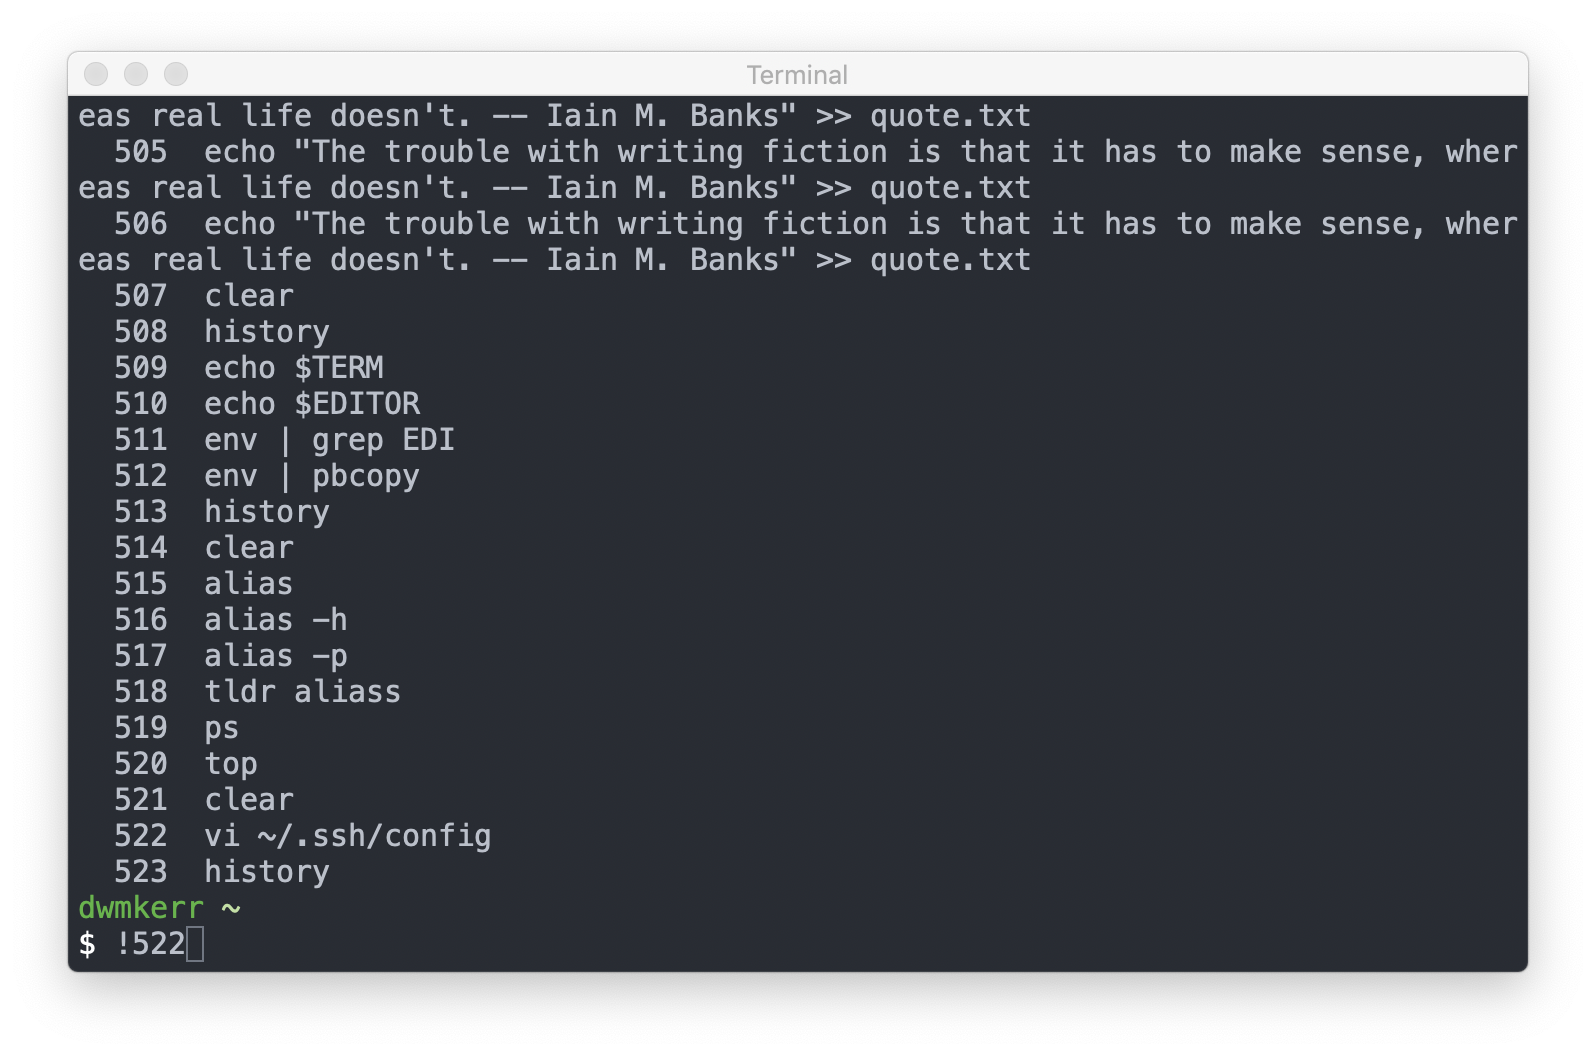 Terminal
eas real life doesn't. -- Iain M. Banks" >> quote.txt
  505  echo "The trouble with writing fiction is that it has to make sense, wher
eas real life doesn't. -- Iain M. Banks" >> quote.txt
  506  echo "The trouble with writing fiction is that it has to make sense, wher
eas real life doesn't. -- Iain M. Banks" >> quote.txt
  507  clear
  508  history
  509  echo $TERM
  510  echo $EDITOR
  511  env | grep EDI
  512  env | pbcopy
  513  history
  514  clear
  515  alias
  516  alias -h
  517  alias -p
  518  tldr aliass
  519  ps
  520  top
  521  clear
  522  vi ~/.ssh/config
  523  history
dwmkerr ~
$ !522